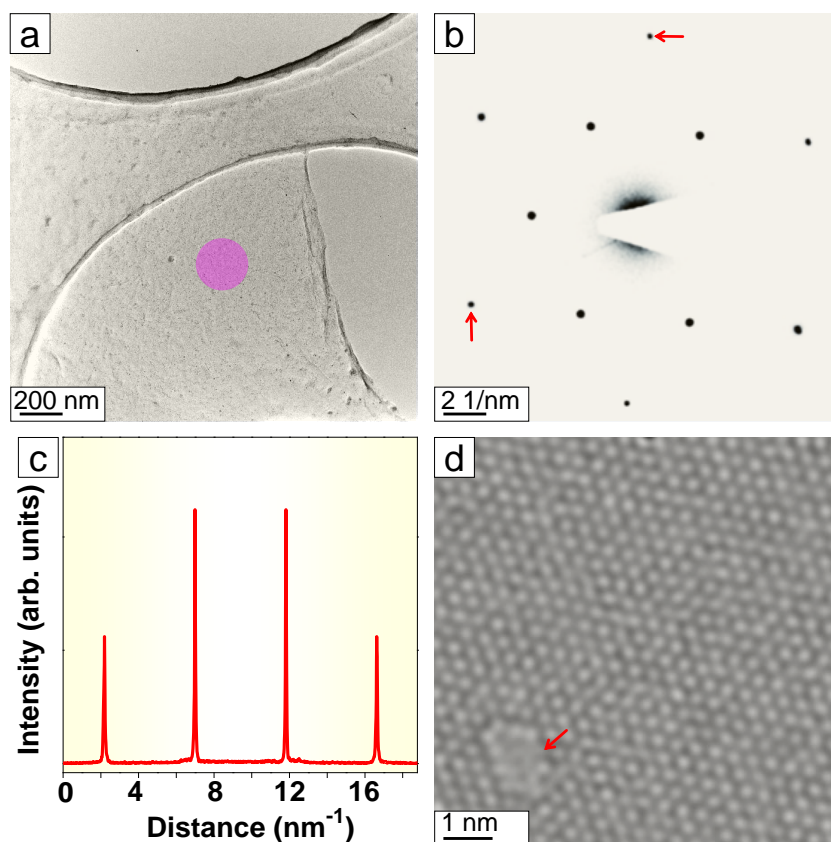 a
200 nm
b
2 1/nm
c
Intensity (arb. units)
0 4 8 12 16
Distance (nm⁻¹)
d
1 nm